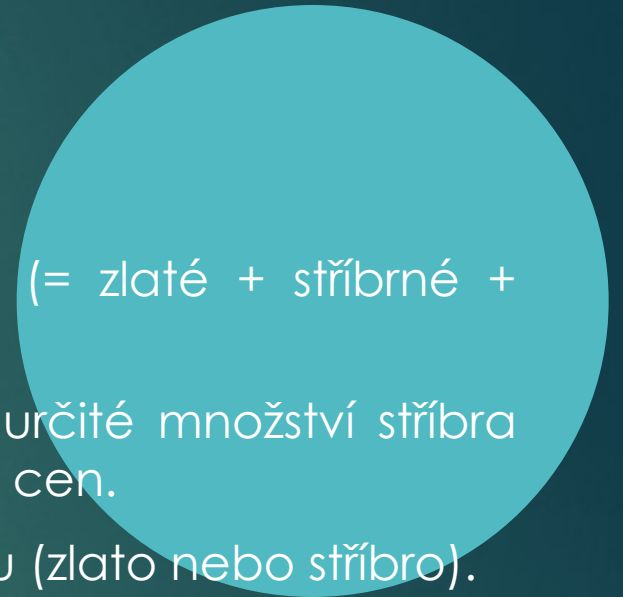 (= zlaté + stříbrné +
určité množství stříbra
cen.
(zlato nebo stříbro).